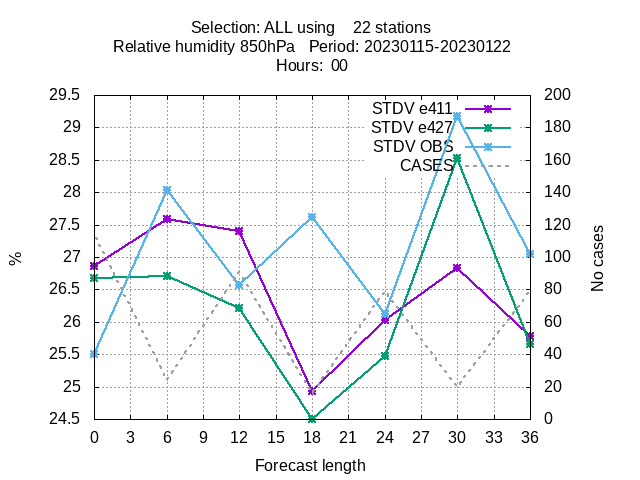 Selection: ALL using    22 stations
Relative humidity 850hPa   Period: 20230115-20230122
Hours:  00
29.5
29
28.5
28
27.5
27
26.5
26
25.5
25
24.5
%
STDV e411
STDV e427
STDV OBS
CASES
200
180
160
140
120
100
80
60
40
20
0
No cases
0 3 6 9 12 15 18 21 24 27 30 33 36
Forecast length